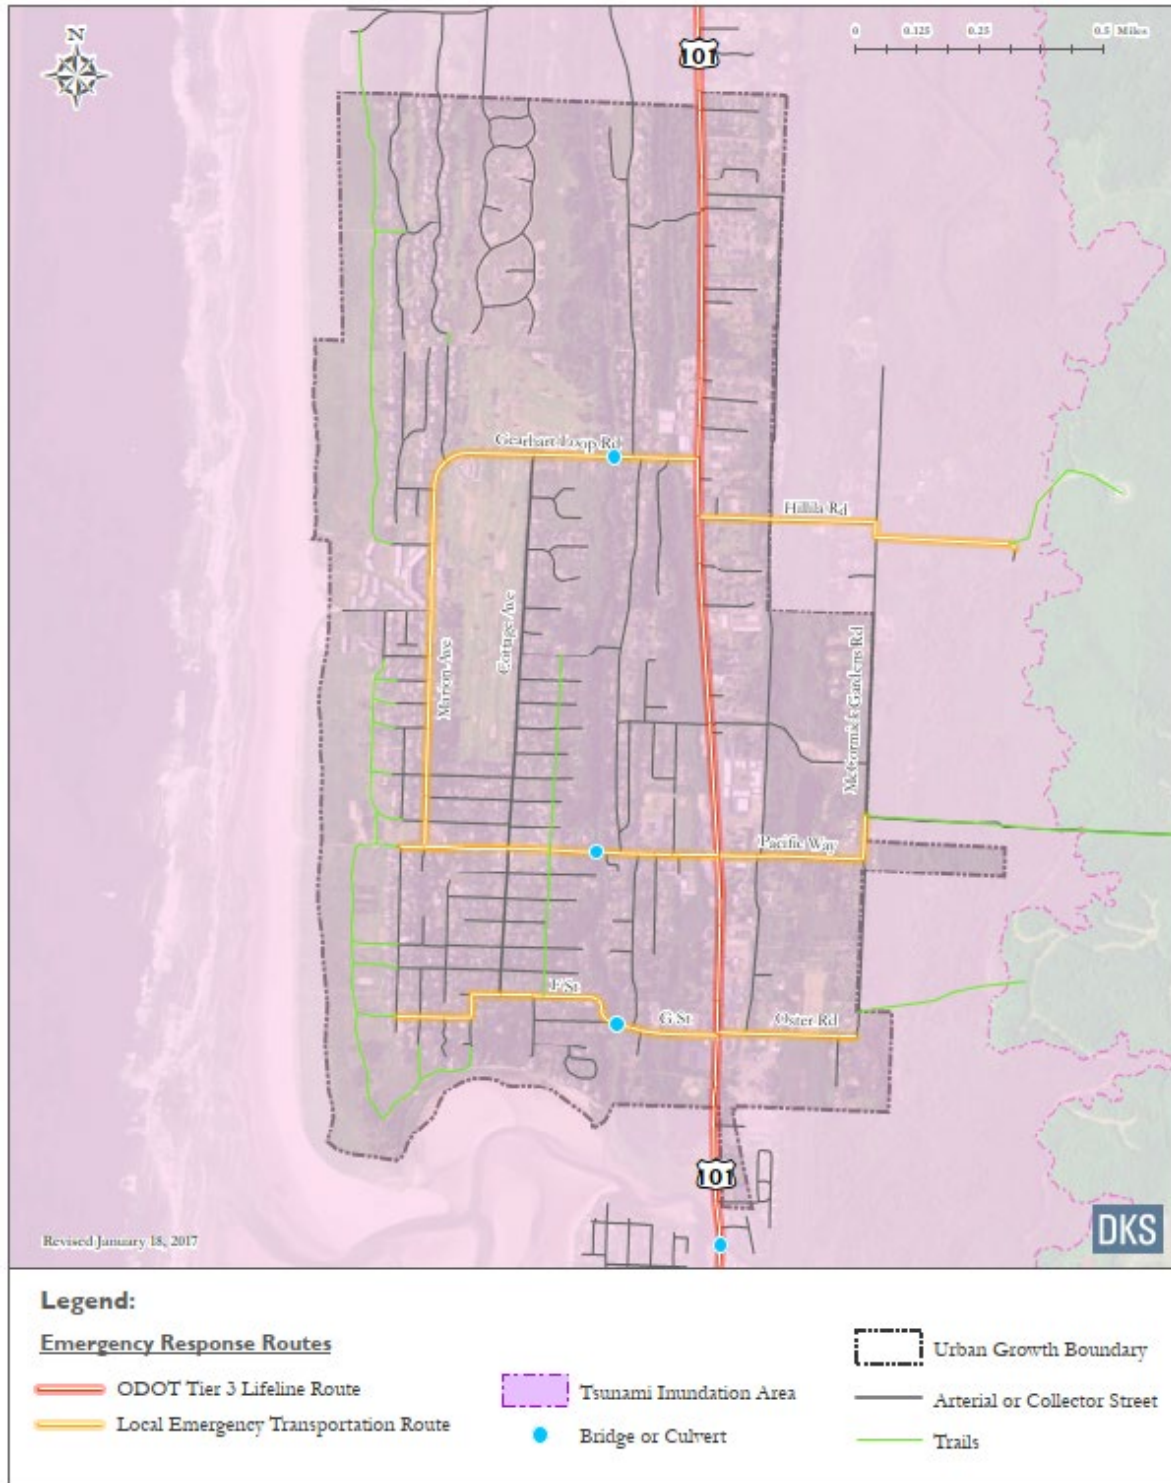 N
101
0 0.125 0.25 0.5 Miles
Gearhart Loop Rd
Hillila Rd
Marion Ave
Cottage Ave
McCormick Gardens Rd
Pacific Way
F St
G St
Oster Rd
101
Revised January 18, 2017
DKS
Legend:
Emergency Response Routes
ODOT Tier 3 Lifeline Route
Local Emergency Transportation Route
Tsunami Inundation Area
Bridge or Culvert
Urban Growth Boundary
Arterial or Collector Street
Trails